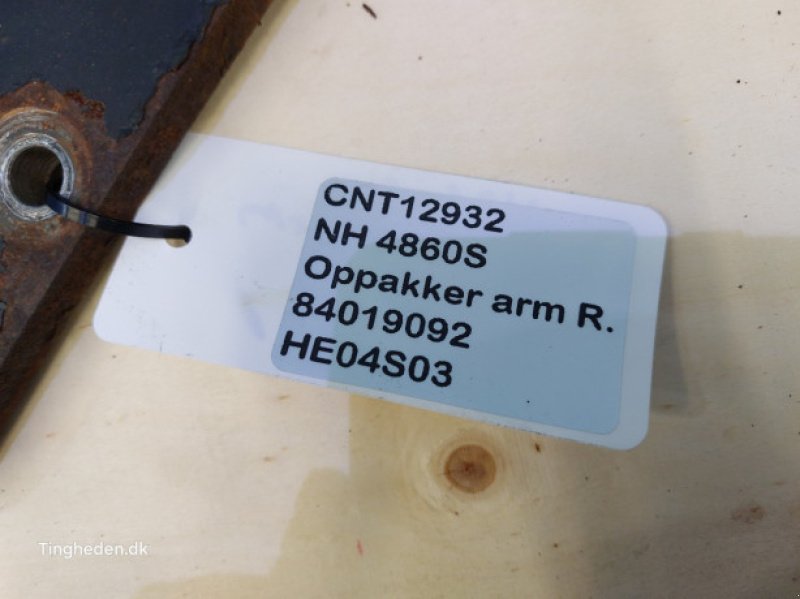 CNT12932
NH 4860S
Oppakker arm R.
84019092
HE04S03
Tingheden.dk